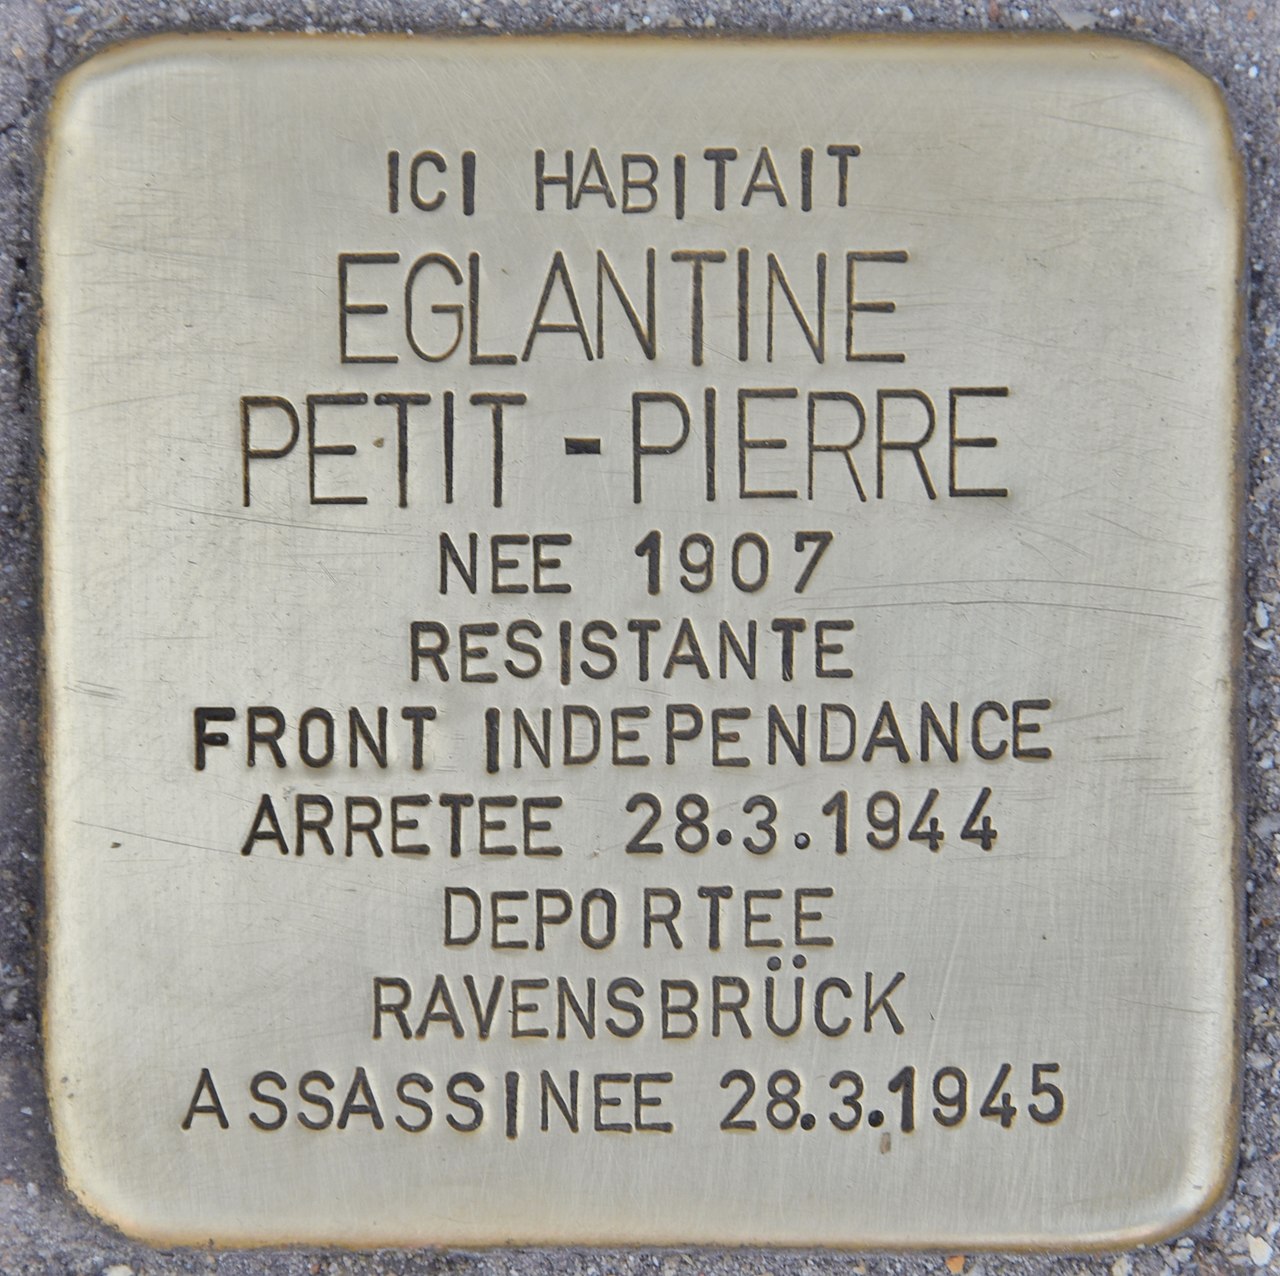 ICI HABITAIT
EGLANTINE
PETIT-PIERRE
NEE 1907
RESISTANTE
FRONT INDEPENDANCE
ARRETEE 28.3.1944
DEPORTEE
RAVENSBRÜCK
ASSASSINEE 28.3.1945